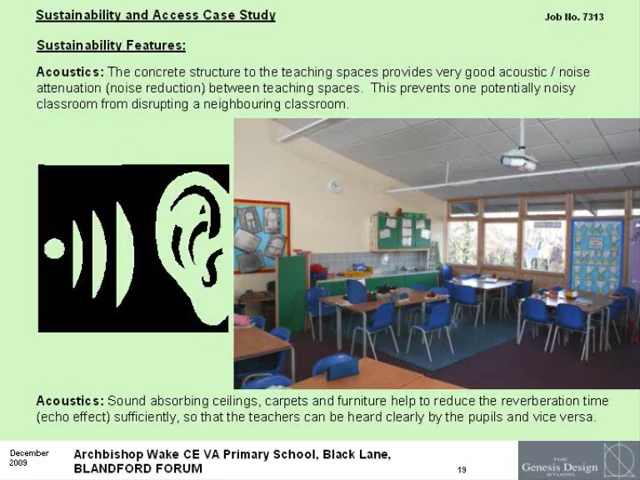 Sustainability and Access Case Study
Job No. 7313
Sustainability Features:
Acoustics: The concrete structure to the teaching spaces provides very good acoustic / noise
attenuation (noise reduction) between teaching spaces. This prevents one potentially noisy
classroom from disrupting a neighbouring classroom.
Acoustics: Sound absorbing ceilings, carpets and furniture help to reduce the reverberation time
(echo effect) sufficiently, so that the teachers can be heard clearly by the pupils and vice versa.
December
2009
Archbishop Wake CE VA Primary School, Black Lane,
BLANDFORD FORUM
19
THE
Genesis Design
STUDIO